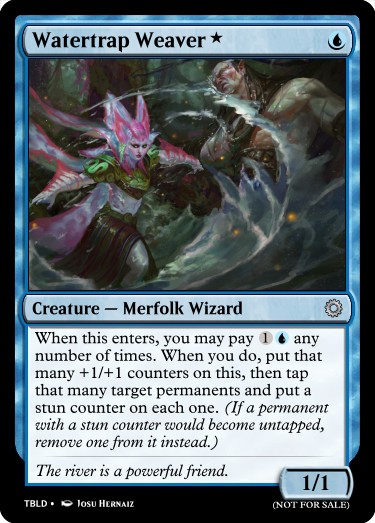 Watertrap Weaver★
Creature — Merfolk Wizard
When this enters, you may pay 1 any
number of times. When you do, put that
many +1/+1 counters on this, then tap
that many target permanents and put a
stun counter on each one. (If a permanent
with a stun counter would become untapped,
remove one from it instead.)
The river is a powerful friend.
1/1
TBLD • Josu Hernaiz
(NOT FOR SALE)